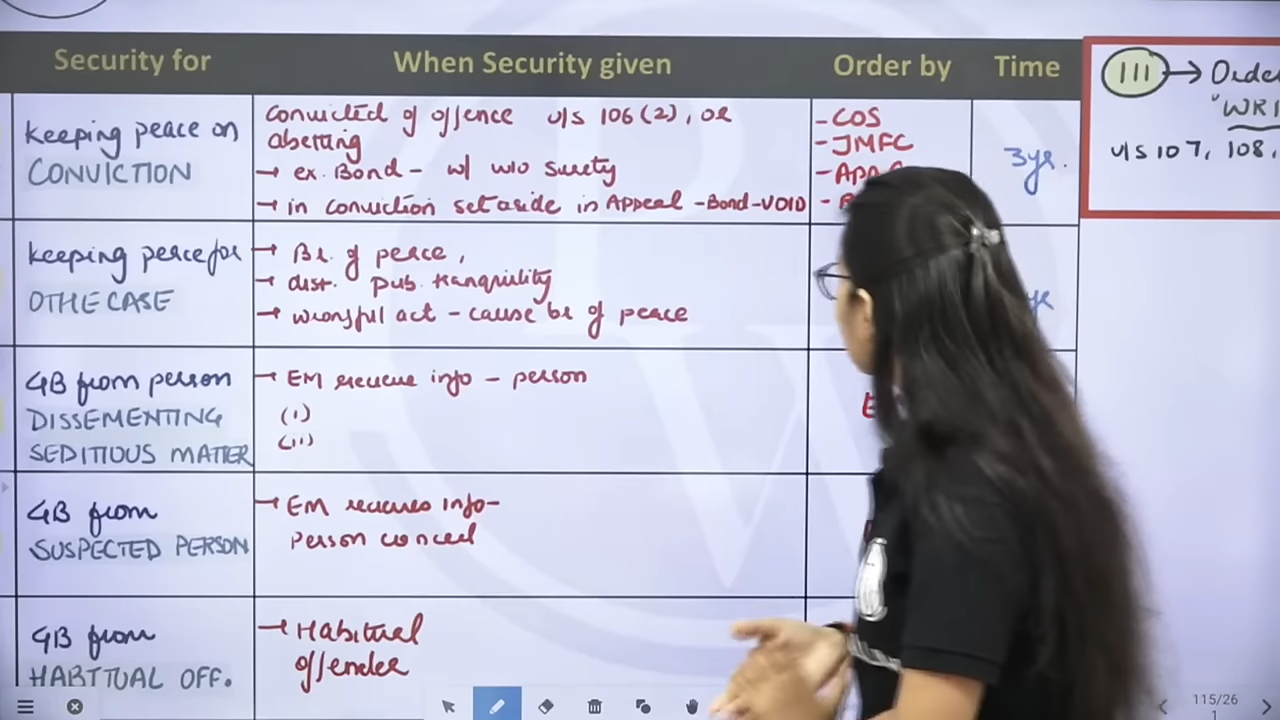 Security for
When Security given
Order by
Time
keeping peace on
CONVICTION
convicted of offence u/s 106(2), or
abetting
→ ex. Bond - w/ w/o surety
→ in conviction set aside in Appeal - Bond - VOID
- COS
- JMFC
3yr.
keeping peace for
OTHE CASE
→ Br. of peace,
→ dist. pub. tranquility
→ wrongful act - cause br of peace
GB from person
DISSEMENTING
SEDITIOUS MATTER
→ EM receive info - person
(i)
(ii)
GB from
SUSPECTED PERSON
→ EM receives info-
Person conceal
GB from
HABITUAL OFF.
→ Habitual
offender
111 → Orde
"WRI
u/s 107, 108,
115/26
1